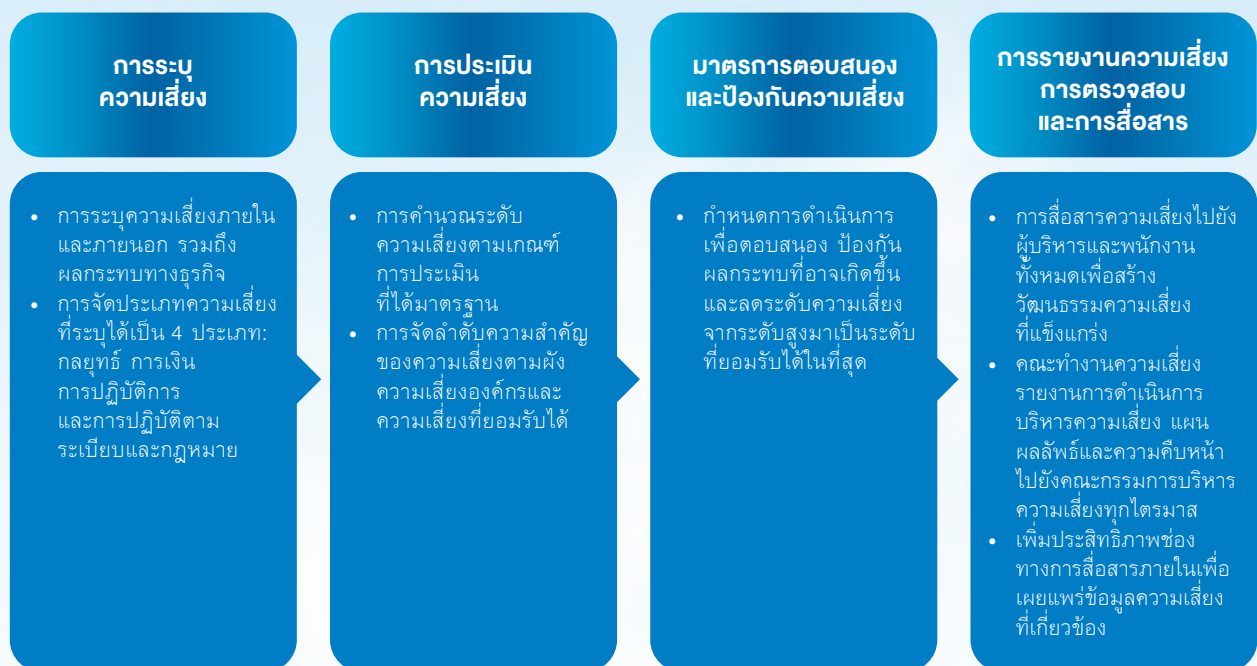 การระบุ
ความเสี่ยง
• การระบุความเสี่ยงภายใน
และภายนอก รวมถึง
ผลกระทบทางธุรกิจ
• การจัดประเภทความเสี่ยง
ที่ระบุได้เป็น 4 ประเภท:
กลยุทธ์ การเงิน
การปฏิบัติการ
และการปฏิบัติตาม
ระเบียบและกฎหมาย
การประเมิน
ความเสี่ยง
• การคำนวณระดับ
ความเสี่ยงตามเกณฑ์
การประเมิน
ที่ได้มาตรฐาน
• การจัดลำดับความสำคัญ
ของความเสี่ยงตามผัง
ความเสี่ยงองค์กรและ
ความเสี่ยงที่ยอมรับได้
มาตรการตอบสนอง
และป้องกันความเสี่ยง
• กำหนดการดำเนินการ
เพื่อตอบสนอง ป้องกัน
ผลกระทบที่อาจเกิดขึ้น
และลดระดับความเสี่ยง
จากระดับสูงมาเป็นระดับ
ที่ยอมรับได้ในที่สุด
การรายงานความเสี่ยง
การตรวจสอบ
และการสื่อสาร
• การสื่อสารความเสี่ยงไปยัง
ผู้บริหารและพนักงาน
ทั้งหมดเพื่อสร้าง
วัฒนธรรมความเสี่ยง
ที่แข็งแกร่ง
• คณะทำงานความเสี่ยง
รายงานการดำเนินการ
บริหารความเสี่ยง แผน
ผลลัพธ์และความคืบหน้า
ไปยังคณะกรรมการบริหาร
ความเสี่ยงทุกไตรมาส
• เพิ่มประสิทธิภาพช่อง
ทางการสื่อสารภายในเพื่อ
เผยแพร่ข้อมูลความเสี่ยง
ที่เกี่ยวข้อง